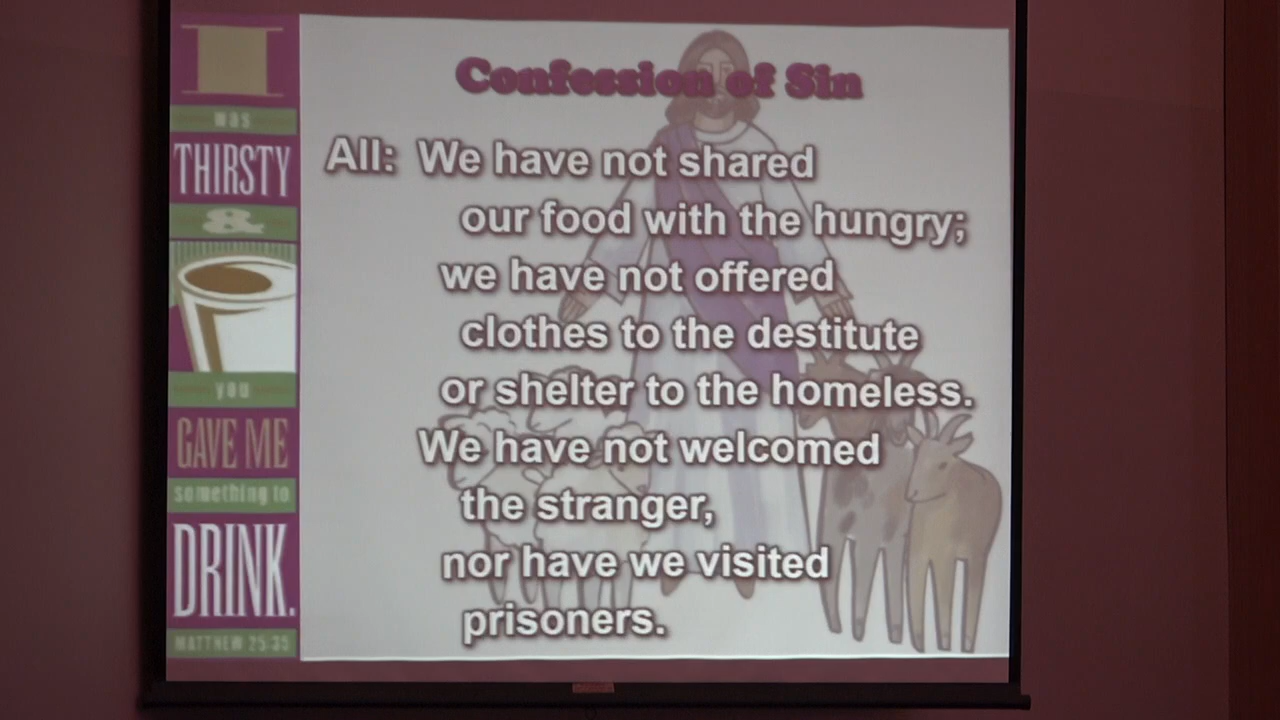 I
was
THIRSTY
&
you
GAVE ME
something to
DRINK.
MATTHEW 25:35
Confession of Sin
All: We have not shared
our food with the hungry;
we have not offered
clothes to the destitute
or shelter to the homeless.
We have not welcomed
the stranger,
nor have we visited
prisoners.